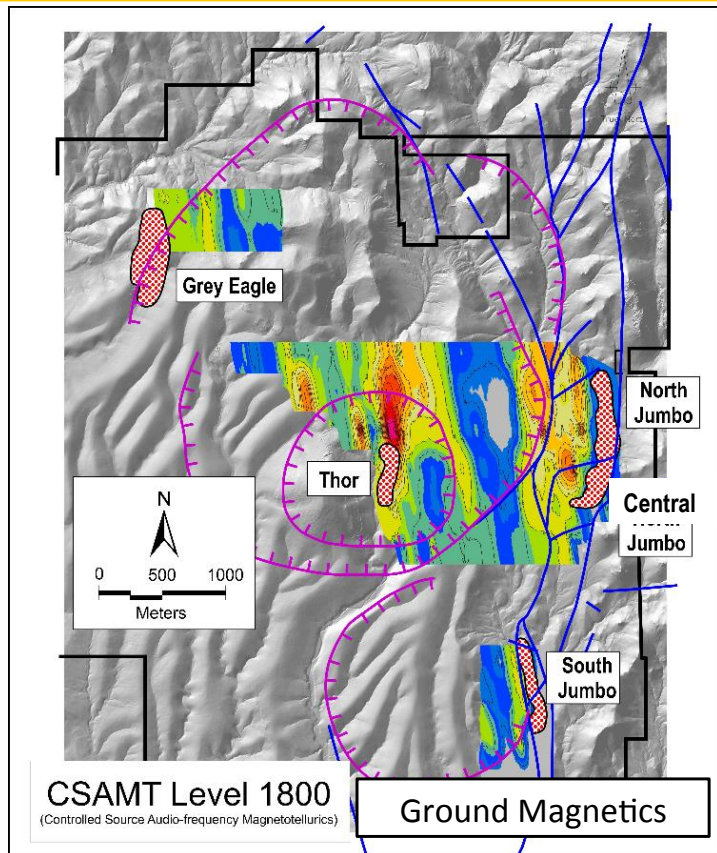 Grey Eagle
North
Jumbo
Thor
Central
Jumbo
N
0 500 1000
Meters
South
Jumbo
CSAMT Level 1800
(Controlled Source Audio-frequency Magnetotellurics)
Ground Magnetics